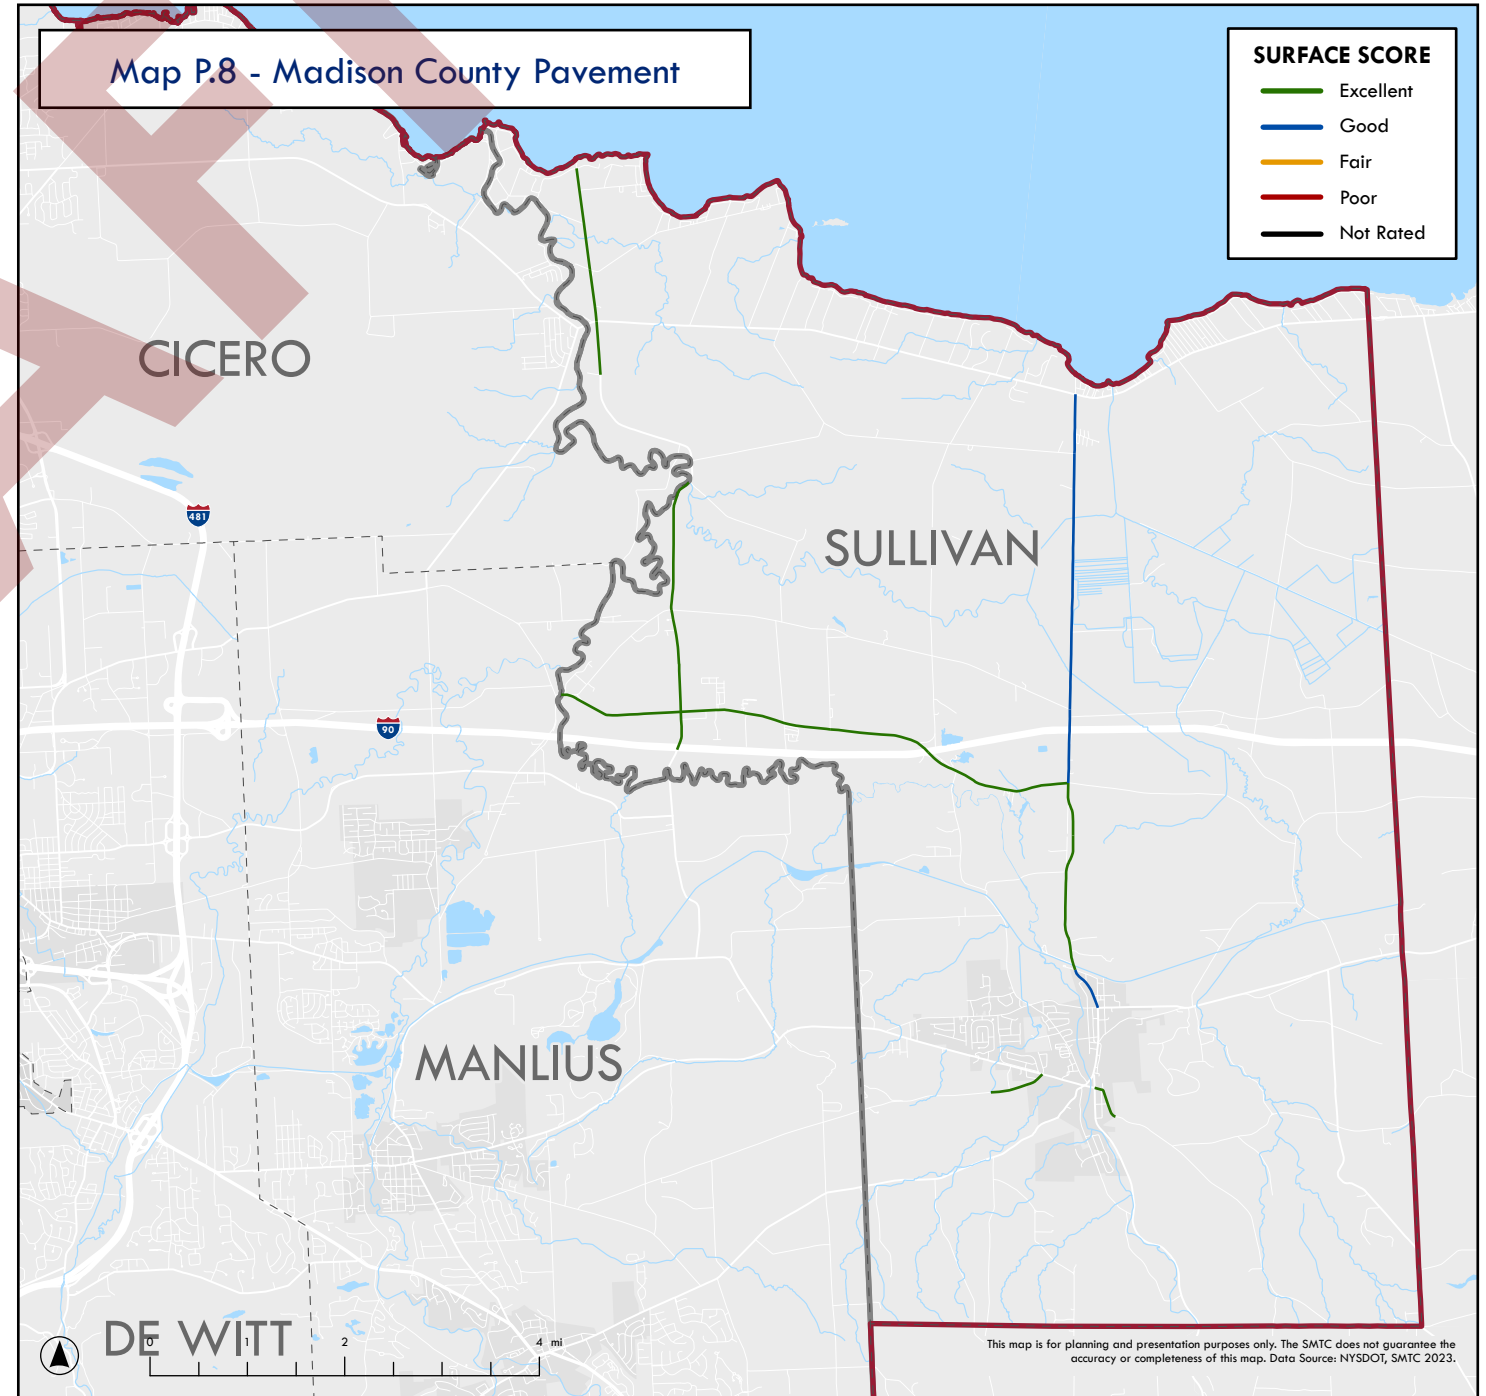 Map P.8 - Madison County Pavement
SURFACE SCORE
Excellent
Good
Fair
Poor
Not Rated
CICERO
481
SULLIVAN
90
MANLIUS
DE WITT
0 1 2 4 mi
This map is for planning and presentation purposes only. The SMTC does not guarantee the
accuracy or completeness of this map. Data Source: NYSDOT, SMTC 2023.